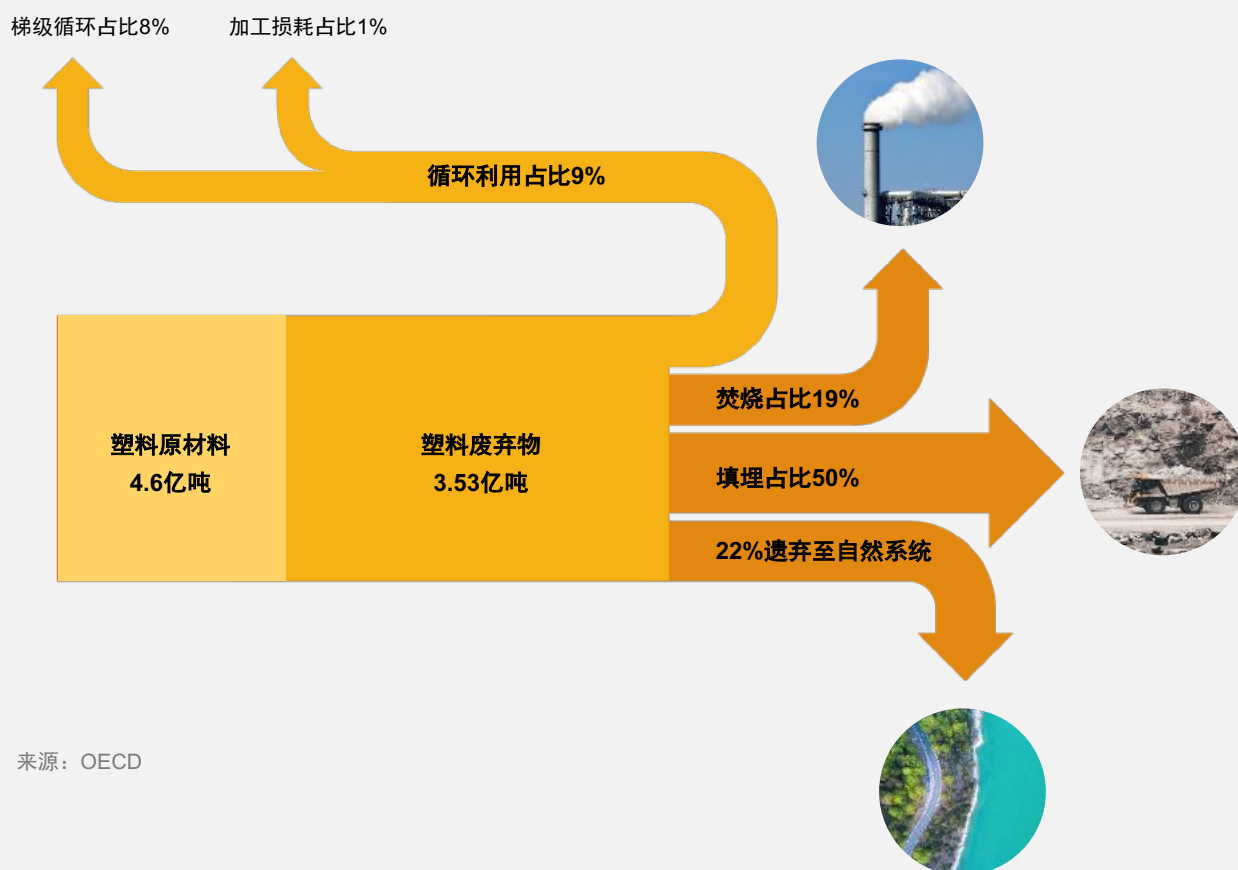 梯级循环占比8%
加工损耗占比1%
循环利用占比9%
焚烧占比19%
塑料原材料
4.6亿吨
塑料废弃物
3.53亿吨
填埋占比50%
22%遗弃至自然系统
来源：OECD